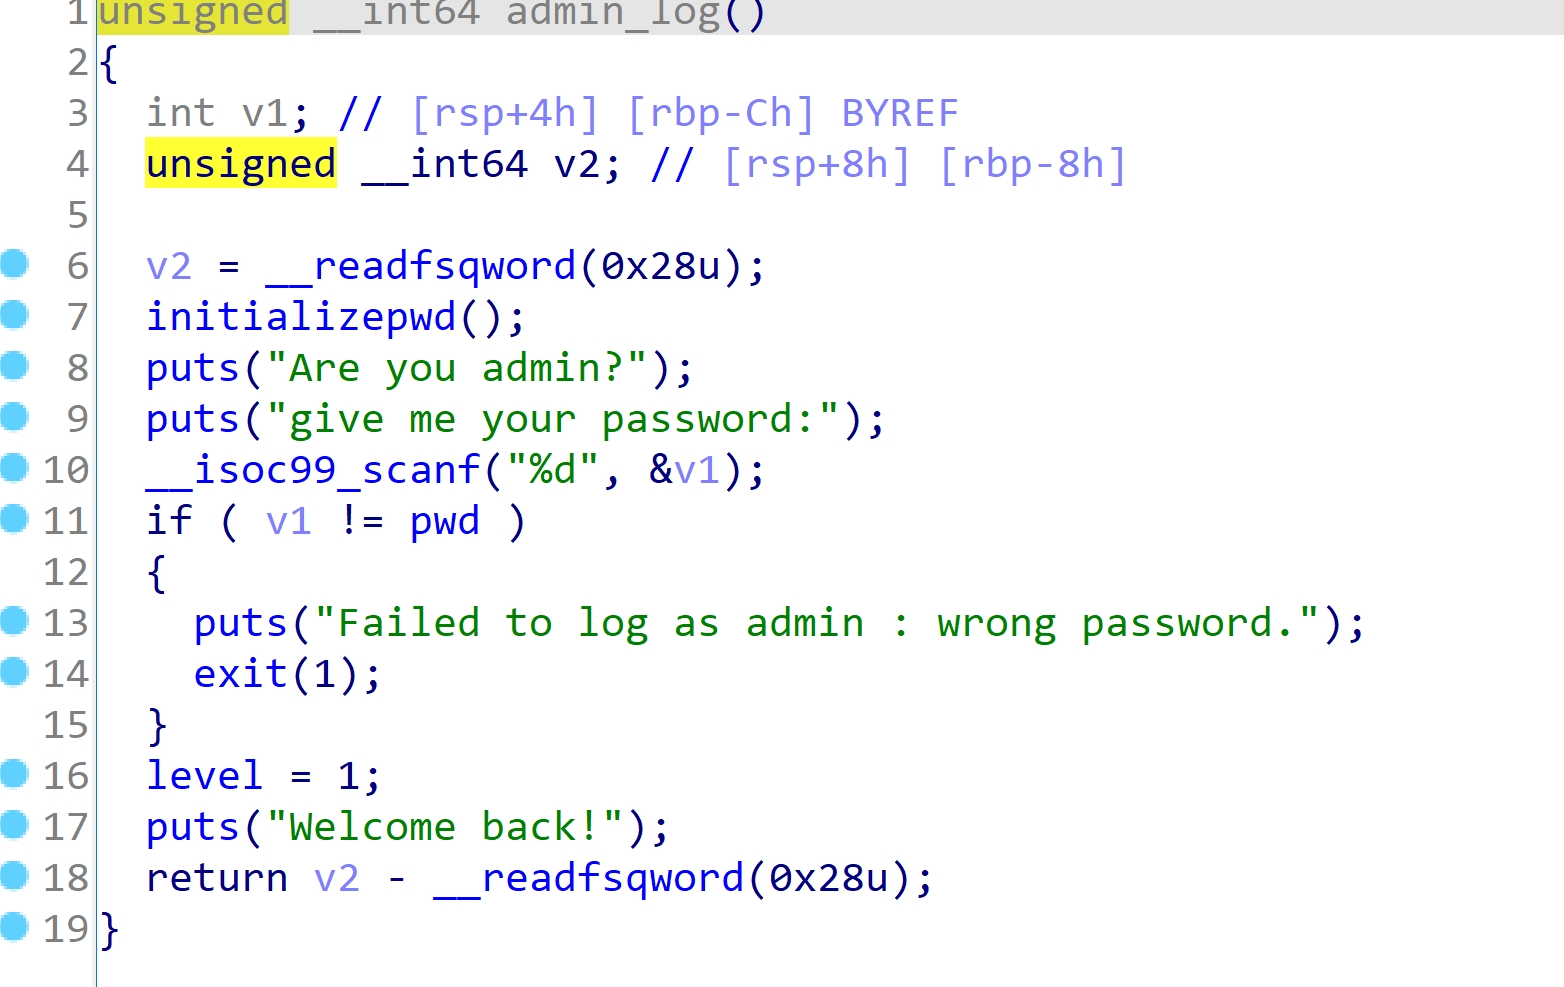 1 unsigned __int64 admin_log()
2 {
3   int v1; // [rsp+4h] [rbp-Ch] BYREF
4   unsigned __int64 v2; // [rsp+8h] [rbp-8h]
5
6   v2 = __readfsqword(0x28u);
7   initializepwd();
8   puts("Are you admin?");
9   puts("give me your password:");
10   __isoc99_scanf("%d", &v1);
11   if ( v1 != pwd )
12   {
13     puts("Failed to log as admin : wrong password.");
14     exit(1);
15   }
16   level = 1;
17   puts("Welcome back!");
18   return v2 - __readfsqword(0x28u);
19 }